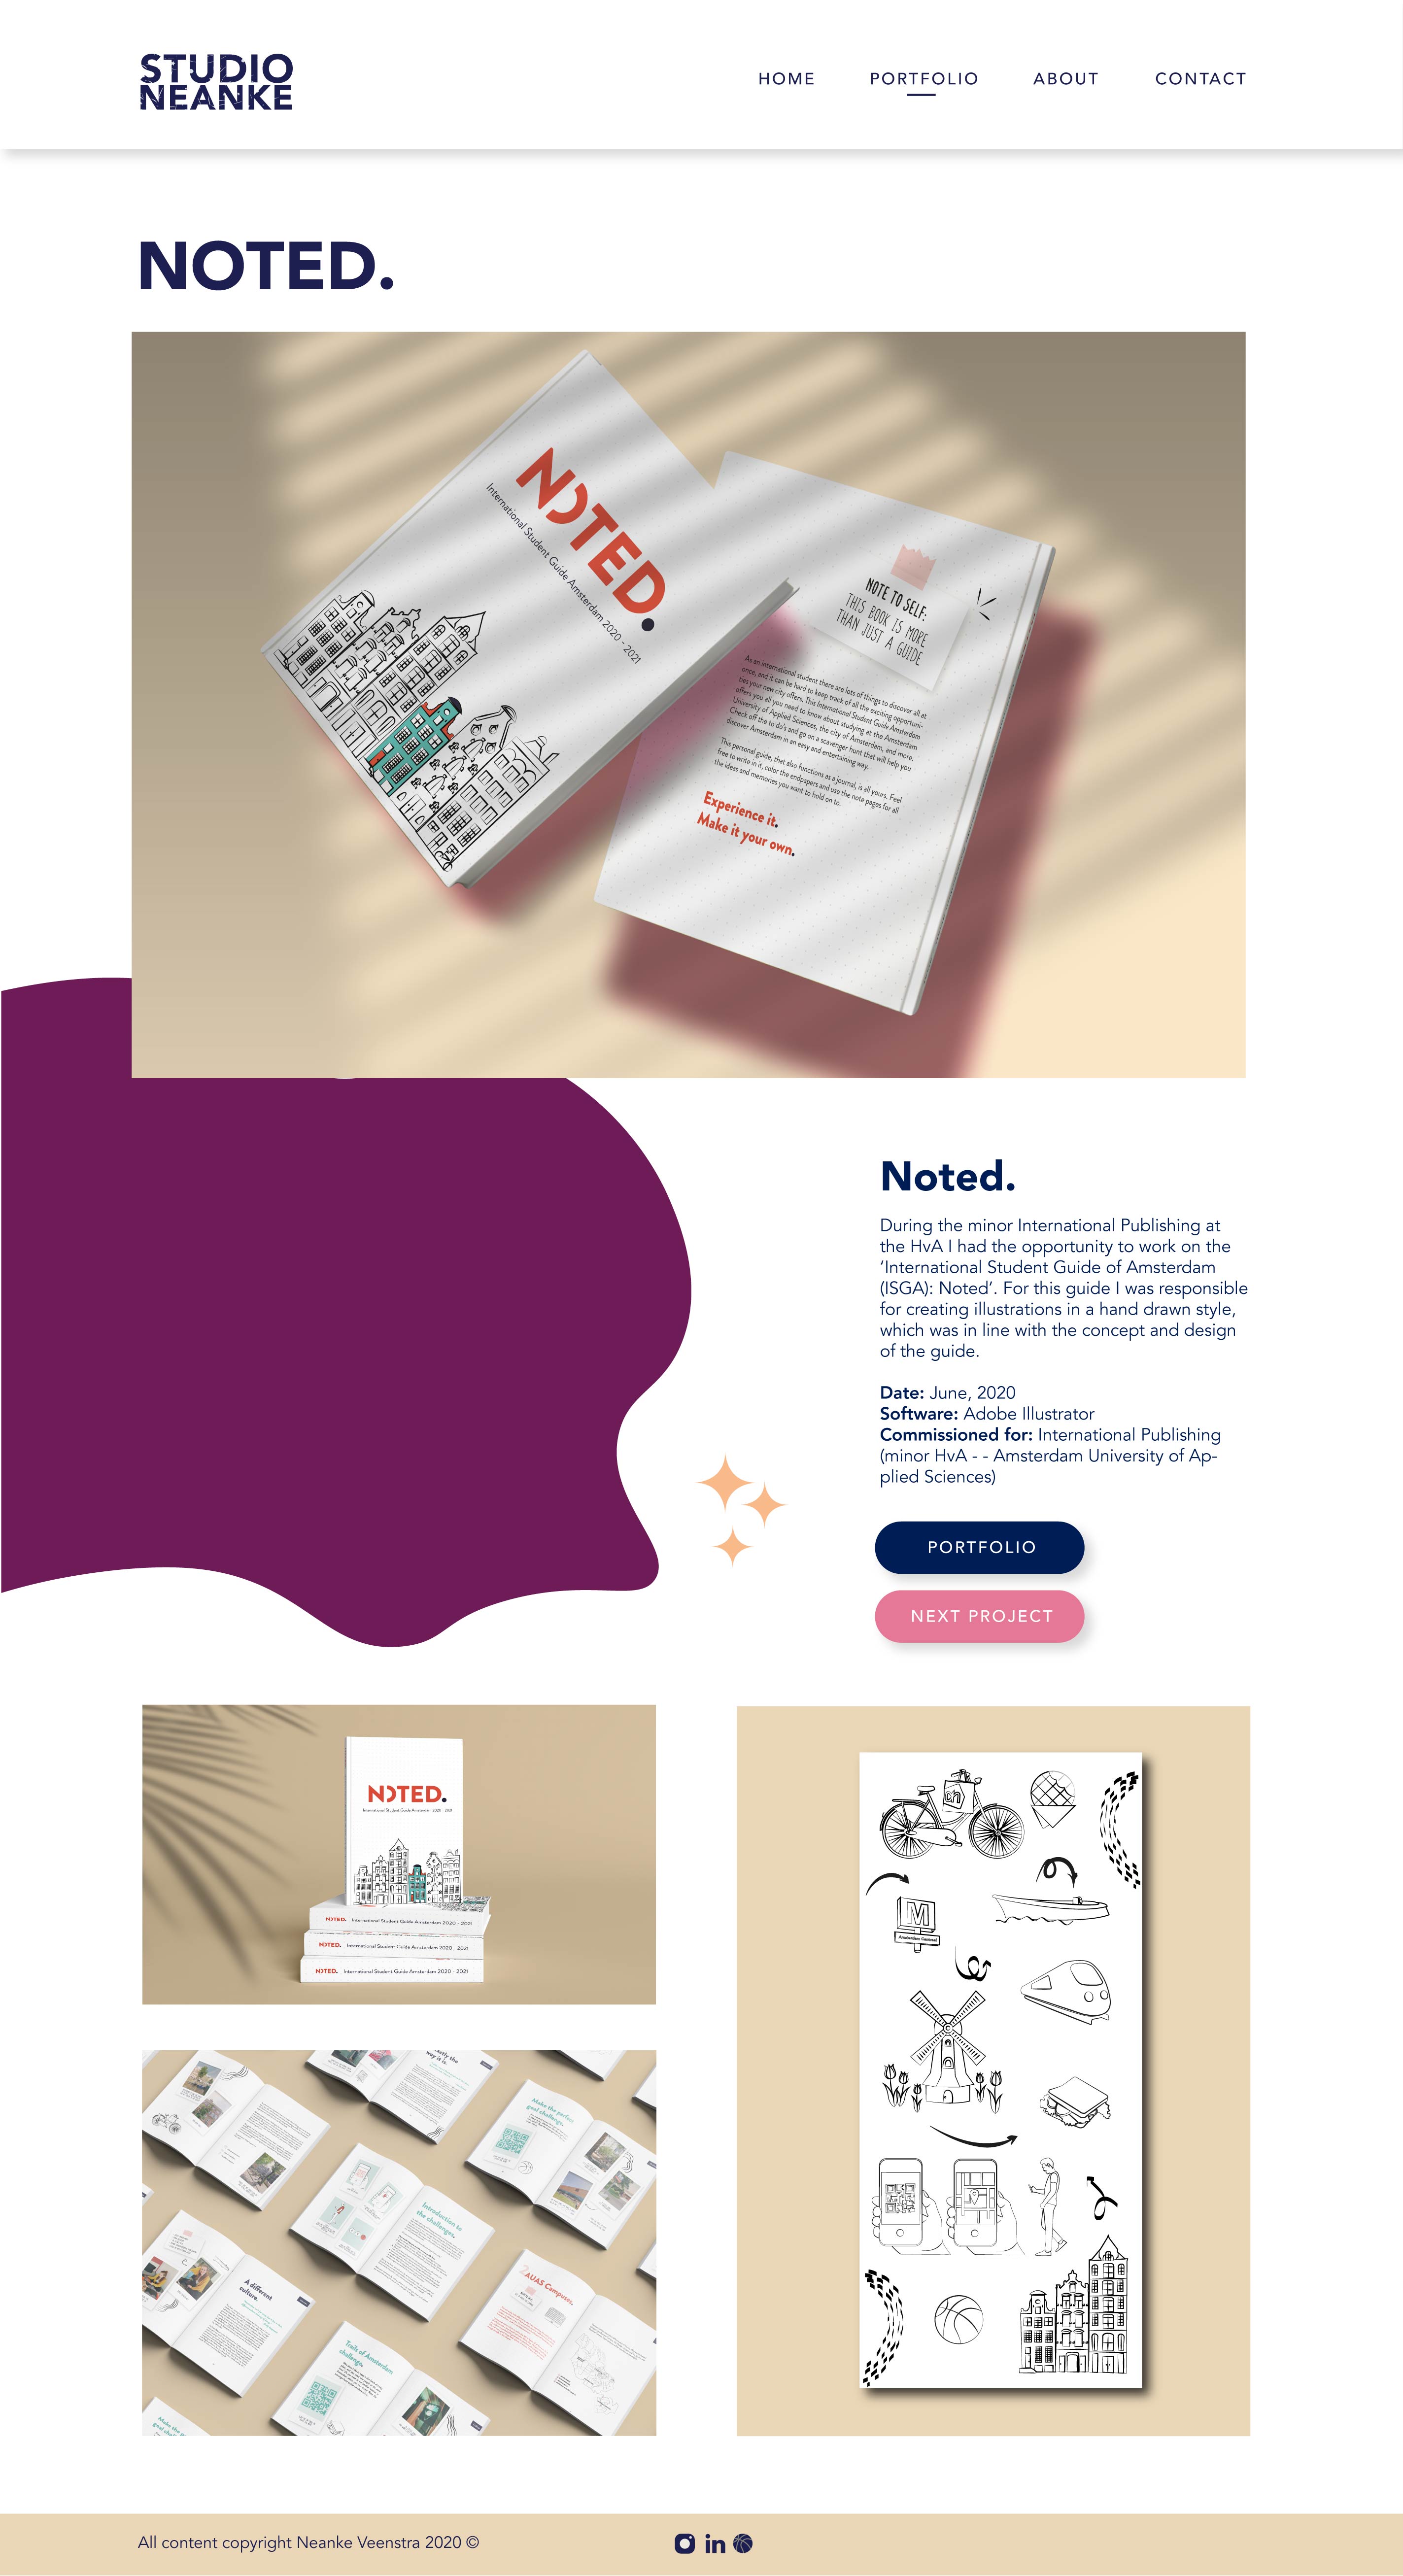 STUDIO
NEANKE
HOME PORTFOLIO ABOUT CONTACT
NOTED.
NOTED.
International Student Guide Amsterdam 2020 - 2021
NOTE TO SELF:
THIS BOOK IS MORE
THAN JUST A GUIDE
As an international student there are lots of things to discover all at
once, and it can be hard to keep track of all the exciting opportuni-
ties your new city offers. This International Student Guide Amsterdam
offers you all you need to know about studying at the Amsterdam
University of Applied Sciences, the city of Amsterdam, and more.
Check off the to do's and go on a scavenger hunt that will help you
discover Amsterdam in an easy and entertaining way.
This personal guide, that also functions as a journal, is all yours. Feel
free to write in it, color the endpapers and use the note pages for all
the ideas and memories you want to hold on to.
Experience it.
Make it your own.
Noted.
During the minor International Publishing at
the HvA I had the opportunity to work on the
‘International Student Guide of Amsterdam
(ISGA): Noted’. For this guide I was responsible
for creating illustrations in a hand drawn style,
which was in line with the concept and design
of the guide.
Date: June, 2020
Software: Adobe Illustrator
Commissioned for: International Publishing
(minor HvA - - Amsterdam University of Ap-
plied Sciences)
PORTFOLIO
NEXT PROJECT
NOTED.
International Student Guide Amsterdam 2020 - 2021
NOTED. International Student Guide Amsterdam 2020 - 2021
NOTED. International Student Guide Amsterdam 2020 - 2021
NOTED. International Student Guide Amsterdam 2020 - 2021
M
Amsterdam Centraal
way it is
Make the perfect
goal challenge.
Introduction to
the challenges.
A different
culture.
AUAS Campuses.
Trails of Amsterdam
challenge.
All content copyright Neanke Veenstra 2020 ©
in